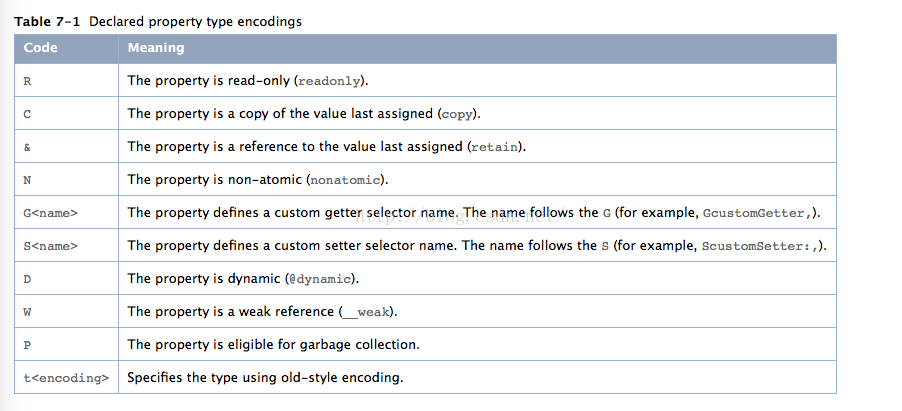 Table 7-1 Declared property type encodings
Code Meaning
R The property is read-only (readonly).
C The property is a copy of the value last assigned (copy).
& The property is a reference to the value last assigned (retain).
N The property is non-atomic (nonatomic).
G<name> The property defines a custom getter selector name. The name follows the G (for example, GcustomGetter,).
http://blog.csdn.net/
S<name> The property defines a custom setter selector name. The name follows the S (for example, ScustomSetter:,).
D The property is dynamic (@dynamic).
W The property is a weak reference (__weak).
P The property is eligible for garbage collection.
t<encoding> Specifies the type using old-style encoding.